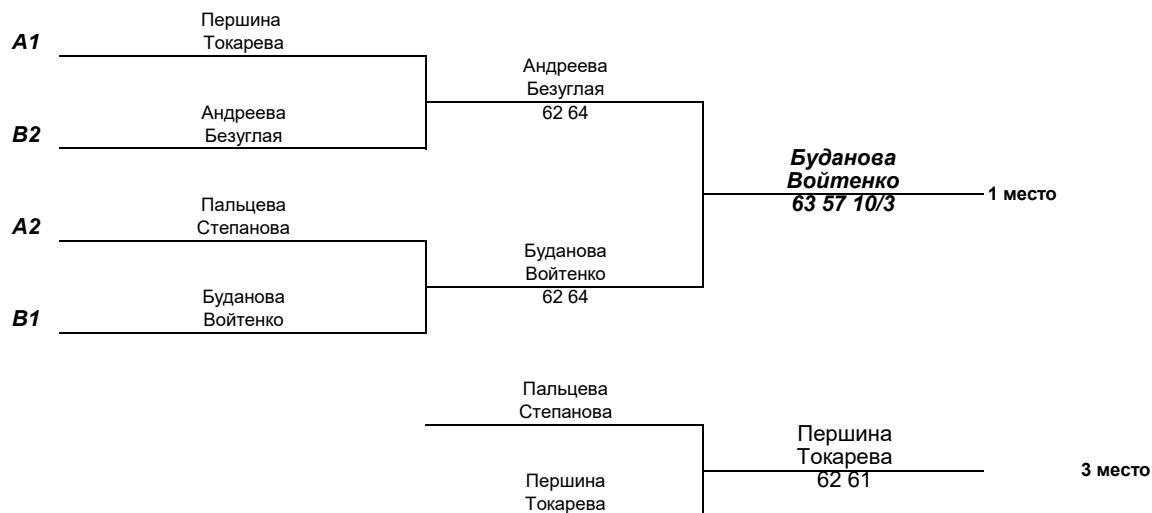 Першина
Токарева
A1
Андреева
Безуглая
62 64
Андреева
Безуглая
B2
Буданова
Войтенко
63 57 10/3
1 место
Пальцева
Степанова
A2
Буданова
Войтенко
62 64
Буданова
Войтенко
B1
Пальцева
Степанова
Першина
Токарева
62 61
3 место
Першина
Токарева